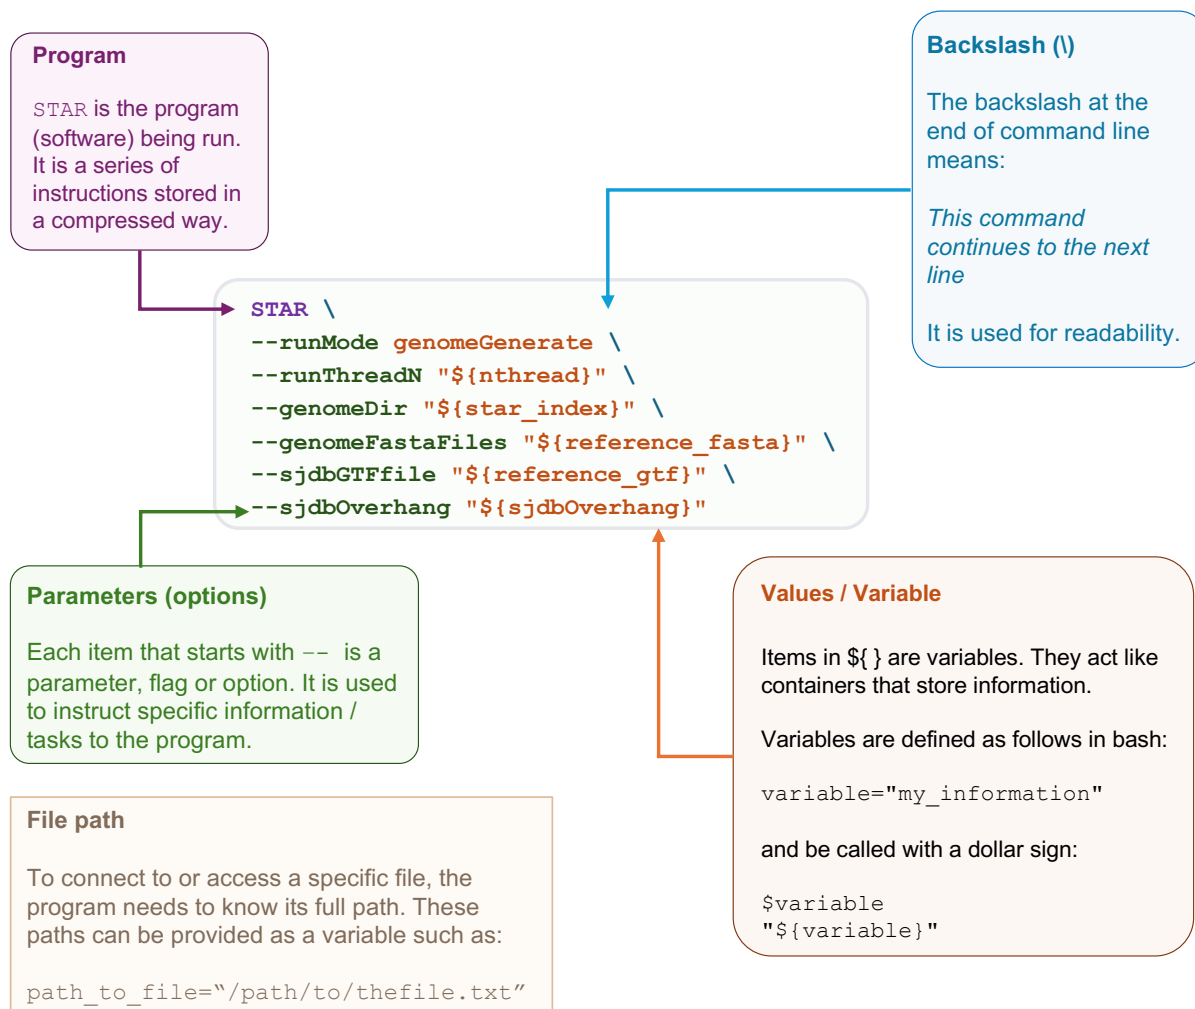 Program
STAR is the program
(software) being run.
It is a series of
instructions stored in
a compressed way.
Backslash (\)
The backslash at the
end of command line
means:
This command
continues to the next
line
It is used for readability.
STAR \
--runMode genomeGenerate \
--runThreadN "${nthread}" \
--genomeDir "${star_index}" \
--genomeFastaFiles "${reference_fasta}" \
--sjdbGTFfile "${reference_gtf}" \
--sjdbOverhang "${sjdbOverhang}"
Parameters (options)
Each item that starts with -- is a
parameter, flag or option. It is used
to instruct specific information /
tasks to the program.
Values / Variable
Items in ${ } are variables. They act like
containers that store information.
Variables are defined as follows in bash:
variable="my_information"
and be called with a dollar sign:
$variable
"${variable}"
File path
To connect to or access a specific file, the
program needs to know its full path. These
paths can be provided as a variable such as:
path_to_file=“/path/to/thefile.txt”